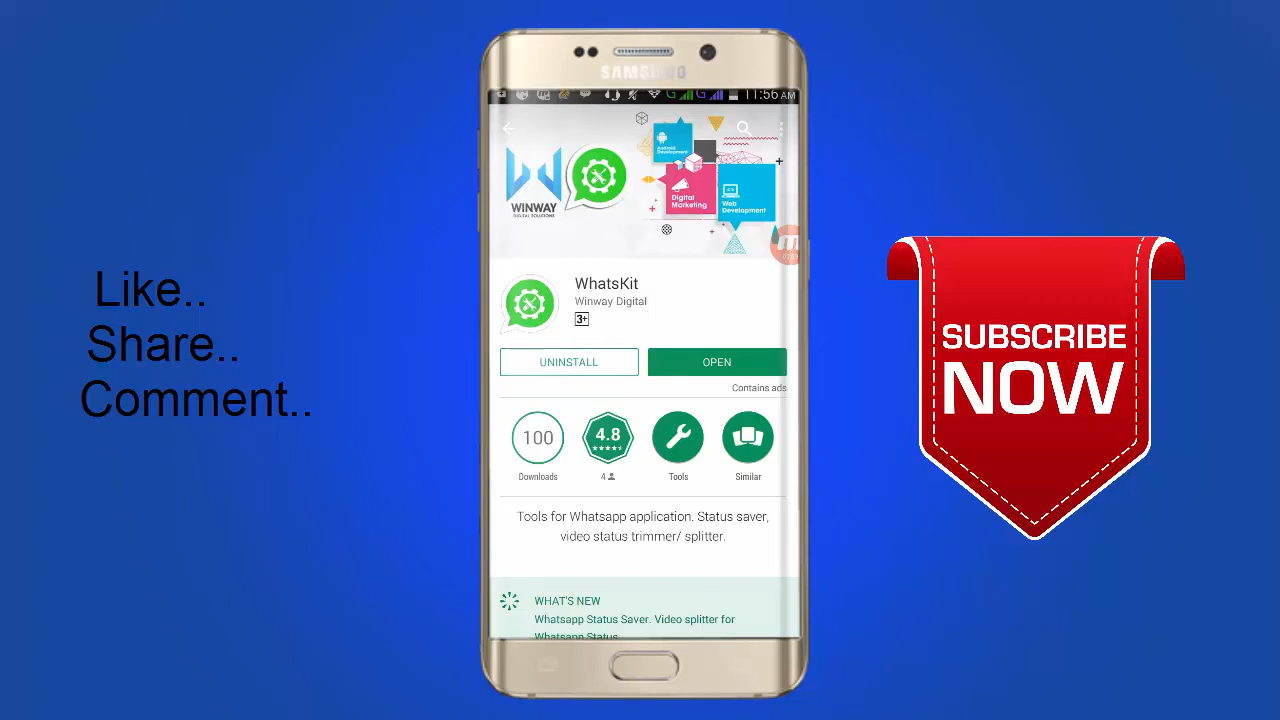 Like..
Share..
Comment..
SAMSUNG
11:56 AM
Android
Development
Digital
Marketing
Web
Development
WINWAY
DIGITAL SOLUTIONS
WhatsKit
Winway Digital
3+
UNINSTALL
OPEN
Contains ads
100
4.8
Downloads
4
Tools
Similar
Tools for Whatsapp application. Status saver,
video status trimmer/ splitter.
WHAT'S NEW
Whatsapp Status Saver. Video splitter for
Whatsapp Status
SUBSCRIBE
NOW